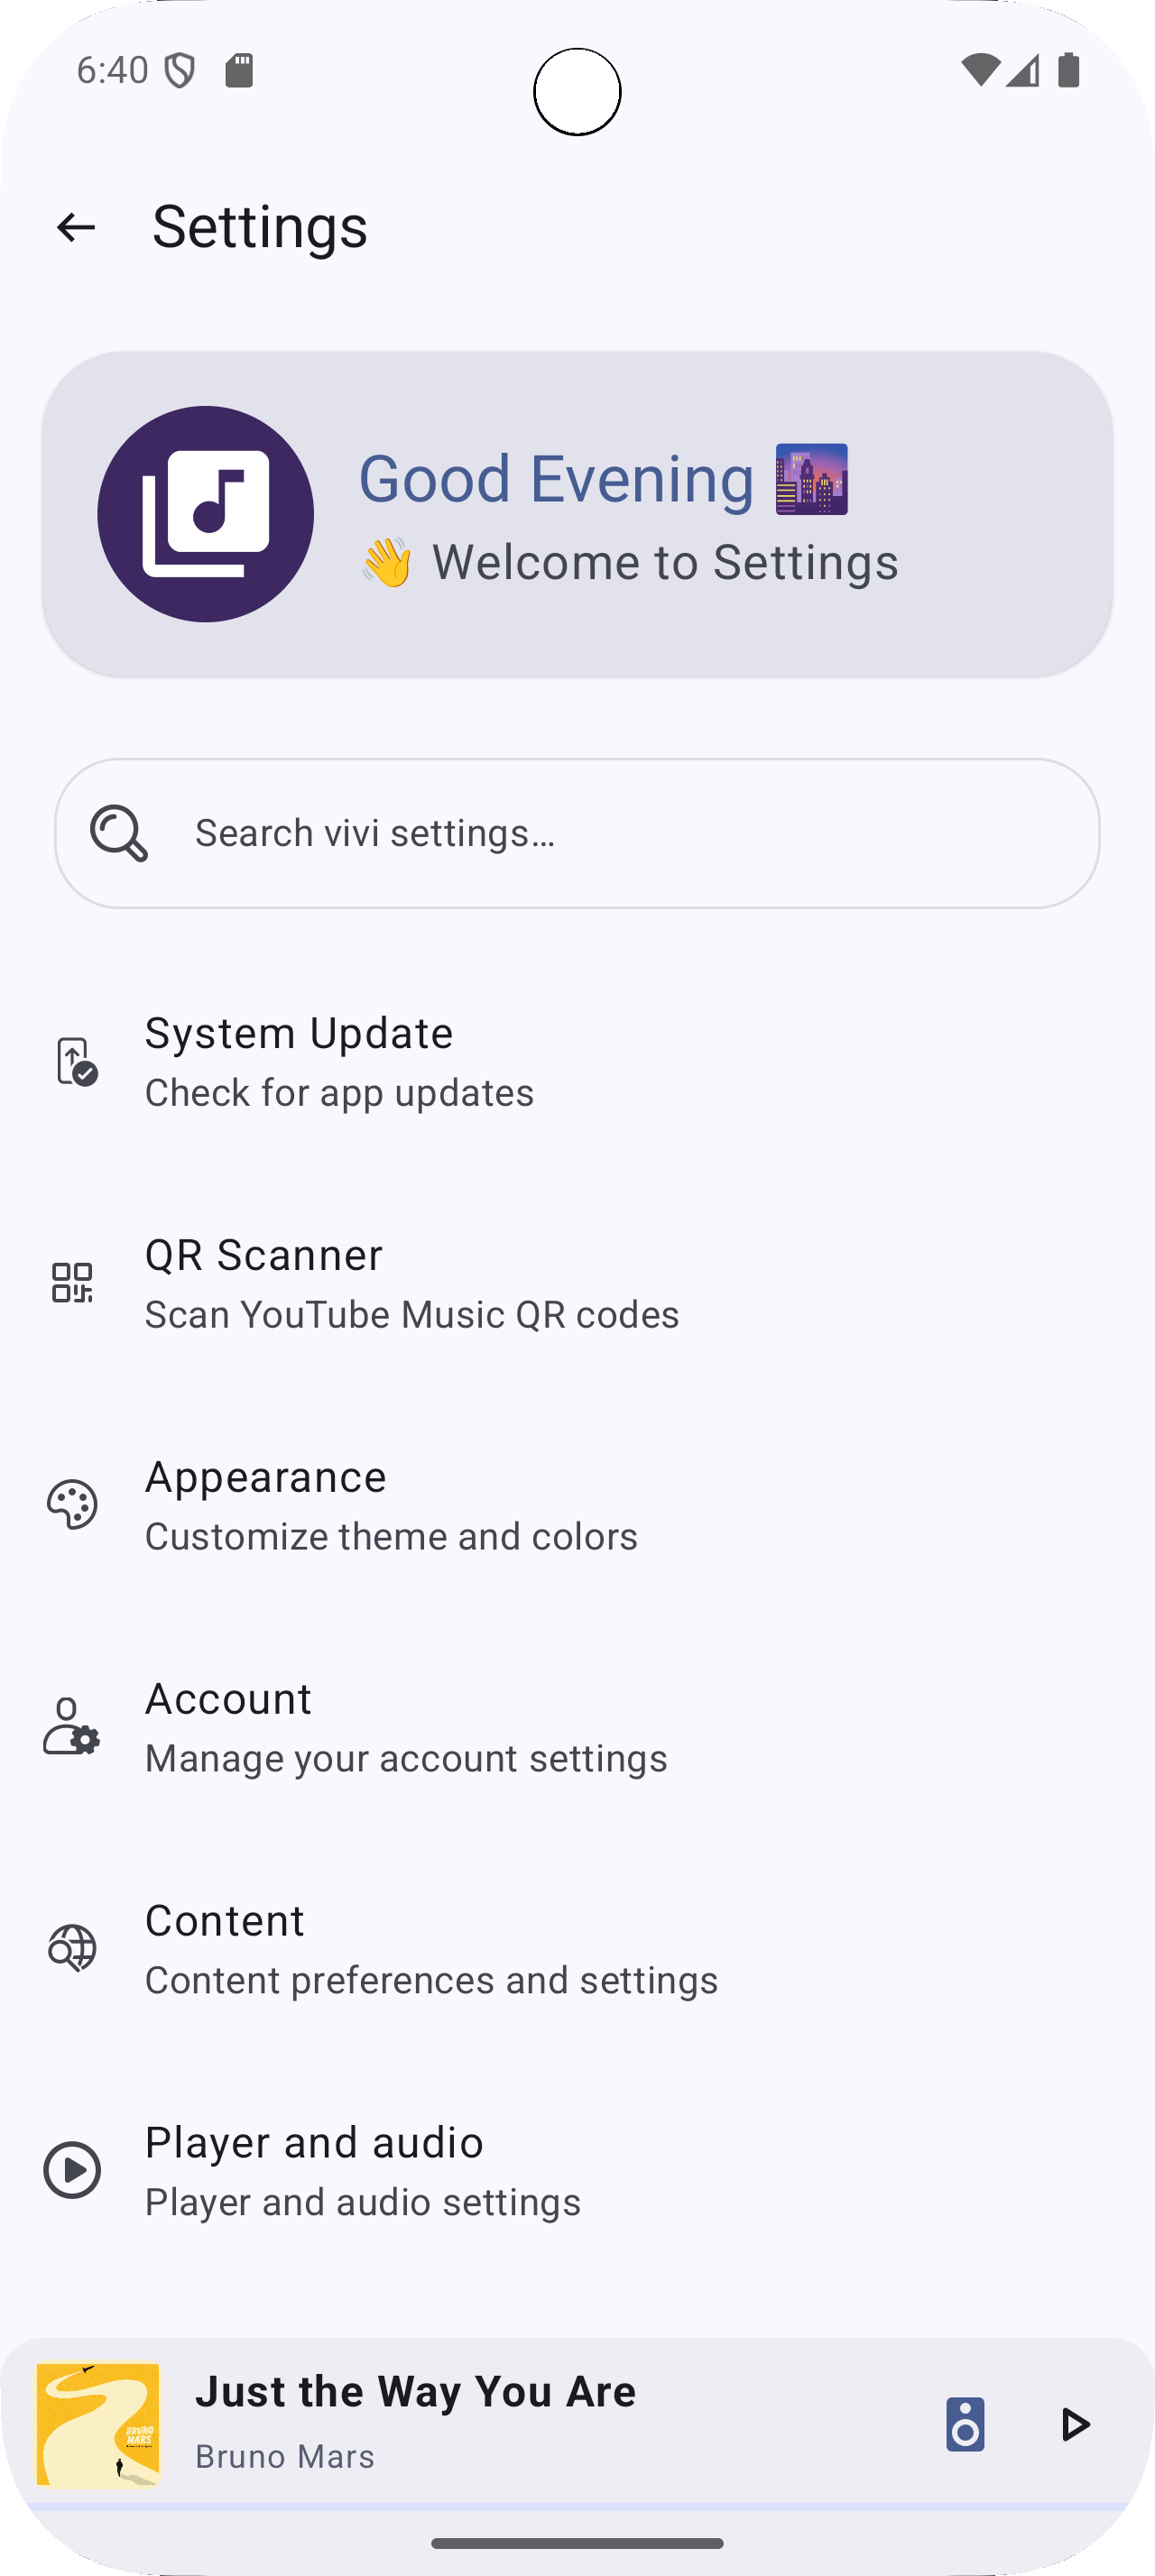 6:40
Settings
Good Evening 🌆
👋 Welcome to Settings
Search vivi settings...
System Update
Check for app updates
QR Scanner
Scan YouTube Music QR codes
Appearance
Customize theme and colors
Account
Manage your account settings
Content
Content preferences and settings
Player and audio
Player and audio settings
BRUNO
MARS
Just the Way You Are
Bruno Mars